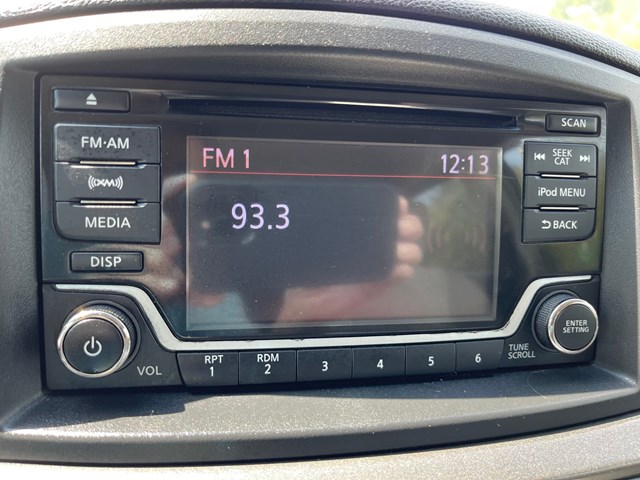 SCAN
FM·AM
((XM))
MEDIA
DISP
FM 1 12:13
93.3
SEEK
CAT
iPod MENU
BACK
VOL
RPT
1
RDM
2
3
4
5
6
TUNE
SCROLL
ENTER
SETTING